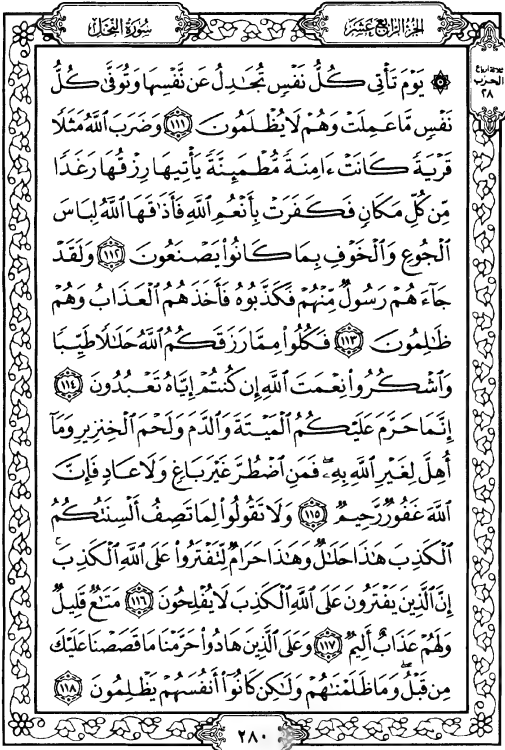 الجزء الرابع عشر
سورة النحل
ثلاثة أرباع
الحزب
٢٨
۞ يَوْمَ تَأْتِى كُلُّ نَفْسٍ تُجَٰدِلُ عَن نَّفْسِهَا وَتُوَفَّىٰ كُلُّ
نَفْسٍ مَّا عَمِلَتْ وَهُمْ لَا يُظْلَمُونَ ١١١ وَضَرَبَ ٱللَّهُ مَثَلًا
قَرْيَةً كَانَتْ ءَامِنَةً مُّطْمَئِنَّةً يَأْتِيهَا رِزْقُهَا رَغَدًا
مِّن كُلِّ مَكَانٍ فَكَفَرَتْ بِأَنْعُمِ ٱللَّهِ فَأَذَٰقَهَا ٱللَّهُ لِبَاسَ
ٱلْجُوعِ وَٱلْخَوْفِ بِمَا كَانُوا۟ يَصْنَعُونَ ١١٢ وَلَقَدْ
جَآءَهُمْ رَسُولٌ مِّنْهُمْ فَكَذَّبُوهُ فَأَخَذَهُمُ ٱلْعَذَابُ وَهُمْ
ظَٰلِمُونَ ١١٣ فَكُلُوا۟ مِمَّا رَزَقَكُمُ ٱللَّهُ حَلَٰلًا طَيِّبًا
وَٱشْكُرُوا۟ نِعْمَتَ ٱللَّهِ إِن كُنتُمْ إِيَّاهُ تَعْبُدُونَ ١١٤
إِنَّمَا حَرَّمَ عَلَيْكُمُ ٱلْمَيْتَةَ وَٱلدَّمَ وَلَحْمَ ٱلْخِنزِيرِ وَمَآ
أُهِلَّ لِغَيْرِ ٱللَّهِ بِهِۦ ۖ فَمَنِ ٱضْطُرَّ غَيْرَ بَاغٍ وَلَا عَادٍ فَإِنَّ
ٱللَّهَ غَفُورٌ رَّحِيمٌ ١١٥ وَلَا تَقُولُوا۟ لِمَا تَصِفُ أَلْسِنَتُكُمُ
ٱلْكَذِبَ هَٰذَا حَلَٰلٌ وَهَٰذَا حَرَامٌ لِّتَفْتَرُوا۟ عَلَى ٱللَّهِ ٱلْكَذِبَ ۚ
إِنَّ ٱلَّذِينَ يَفْتَرُونَ عَلَى ٱللَّهِ ٱلْكَذِبَ لَا يُفْلِحُونَ ١١٦ مَتَٰعٌ قَلِيلٌ
وَلَهُمْ عَذَابٌ أَلِيمٌ ١١٧ وَعَلَى ٱلَّذِينَ هَادُوا۟ حَرَّمْنَا مَا قَصَصْنَا عَلَيْكَ
مِن قَبْلُ ۖ وَمَا ظَلَمْنَٰهُمْ وَلَٰكِن كَانُوٓا۟ أَنفُسَهُمْ يَظْلِمُونَ ١١٨
٢٨٠